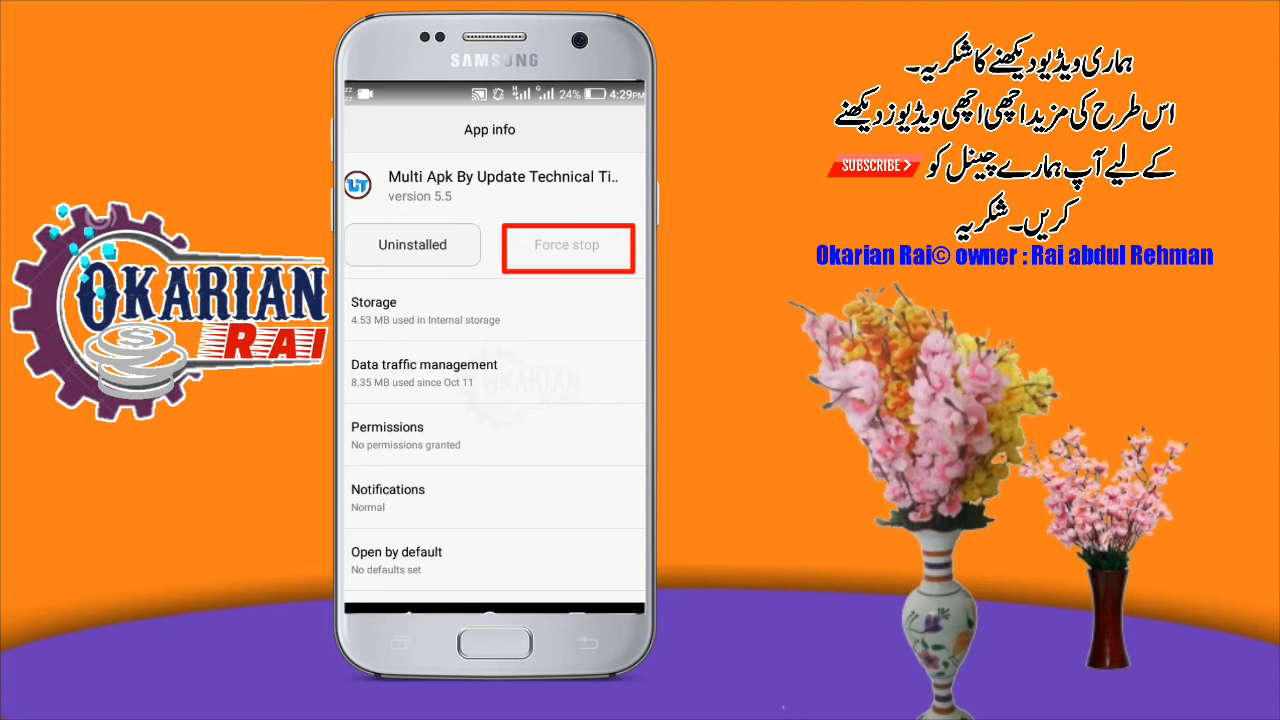 SAMSUNG
24% 4:29PM
App info
Multi Apk By Update Technical Ti..
version 5.5
Uninstalled
Force stop
Storage
4.53 MB used in Internal storage
Data traffic management
8.35 MB used since Oct 11
Permissions
No permissions granted
Notifications
Normal
Open by default
No defaults set
OKARIAN
RAI
ہماری ویڈیو دیکھنے کا شکریہ۔
اس طرح کی مزید اچھی اچھی ویڈیوز دیکھنے
کے لیے آپ ہمارے چینل کو SUBSCRIBE
کریں۔ شکریہ
Okarian Rai© owner : Rai abdul Rehman